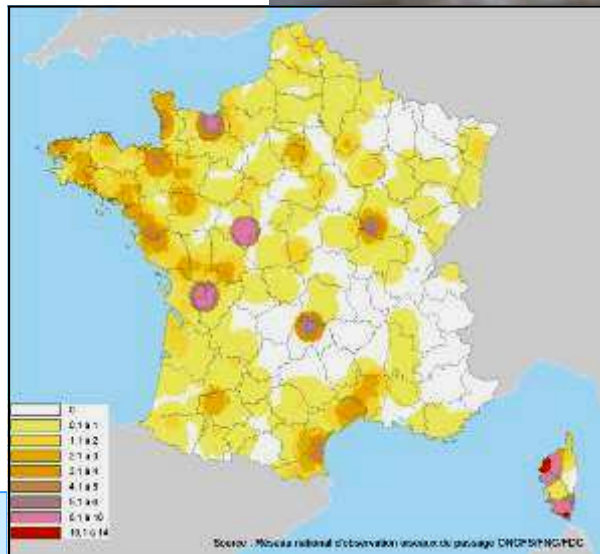 0
0,1 à 1
1,1 à 2
2,1 à 3
3,1 à 4
4,1 à 5
5,1 à 6
6,1 à 10
10,1 à 14
Source : Réseau national d'observation oiseaux de passage ONCFS/FNC/FDC